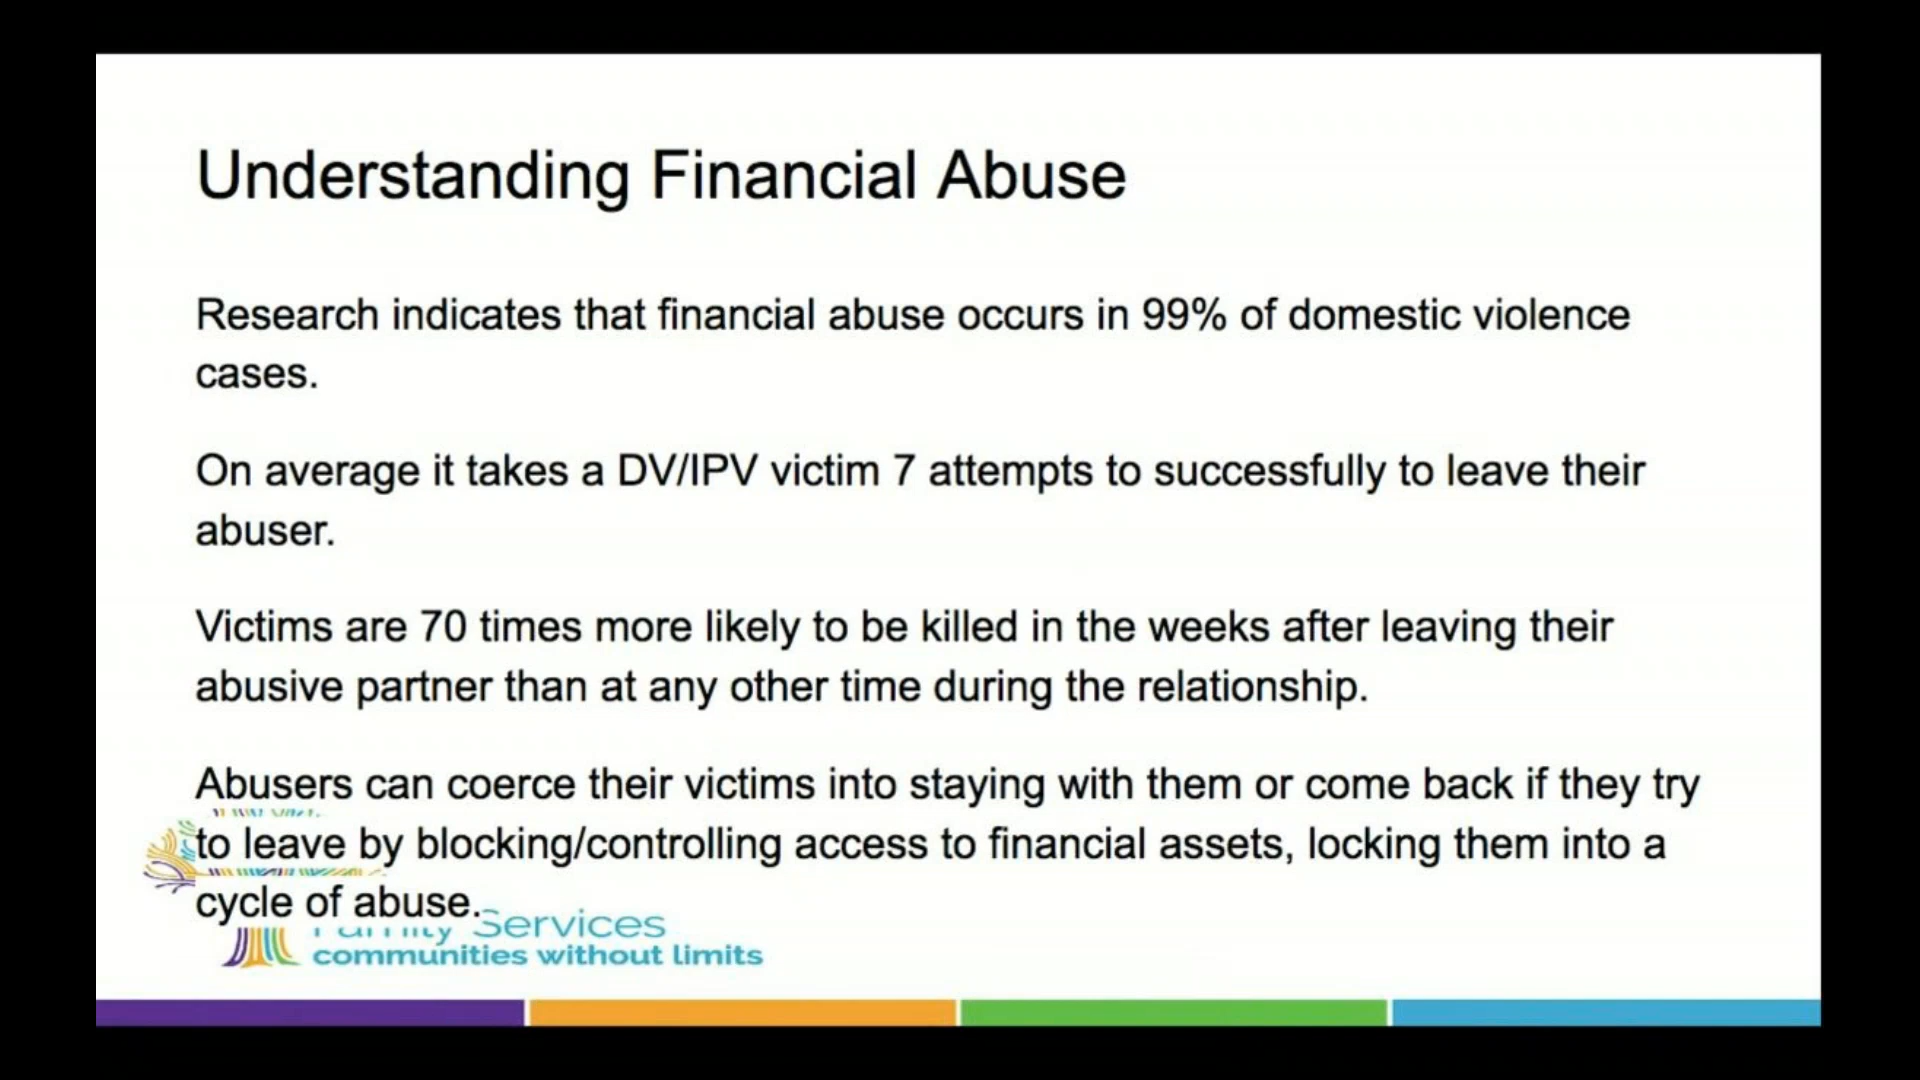 Understanding Financial Abuse
Research indicates that financial abuse occurs in 99% of domestic violence
cases.
On average it takes a DV/IPV victim 7 attempts to successfully to leave their
abuser.
Victims are 70 times more likely to be killed in the weeks after leaving their
abusive partner than at any other time during the relationship.
Abusers can coerce their victims into staying with them or come back if they try
to leave by blocking/controlling access to financial assets, locking them into a
cycle of abuse.
Family Services
communities without limits